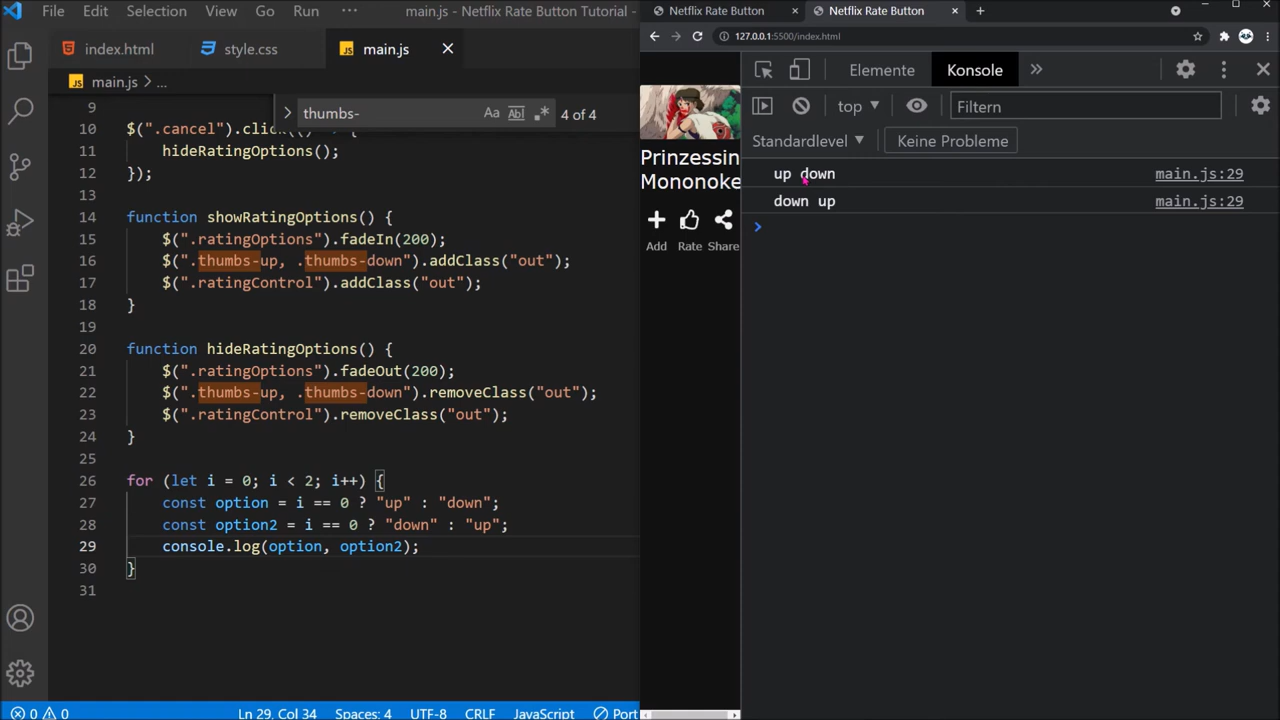 File Edit Selection View Go Run ··· main.js - Netflix Rate Button Tutorial -
index.html style.css JS main.js
JS main.js > ...
thumbs- Aa Abl .* 4 of 4
9
10 $(".cancel").click(() => {
11 hideRatingOptions();
12 });
13
14 function showRatingOptions() {
15 $(".ratingOptions").fadeIn(200);
16 $(".thumbs-up, .thumbs-down").addClass("out");
17 $(".ratingControl").addClass("out");
18 }
19
20 function hideRatingOptions() {
21 $(".ratingOptions").fadeOut(200);
22 $(".thumbs-up, .thumbs-down").removeClass("out");
23 $(".ratingControl").removeClass("out");
24 }
25
26 for (let i = 0; i < 2; i++) {
27 const option = i == 0 ? "up" : "down";
28 const option2 = i == 0 ? "down" : "up";
29 console.log(option, option2);
30 }
31
0 0 Ln 29, Col 34 Spaces: 4 UTF-8 CRLF JavaScript Port
Netflix Rate Button Netflix Rate Button
127.0.0.1:5500/index.html
Prinzessin
Mononoke
Add Rate Share
Elemente Konsole
top Filtern
Standardlevel Keine Probleme
up down main.js:29
down up main.js:29